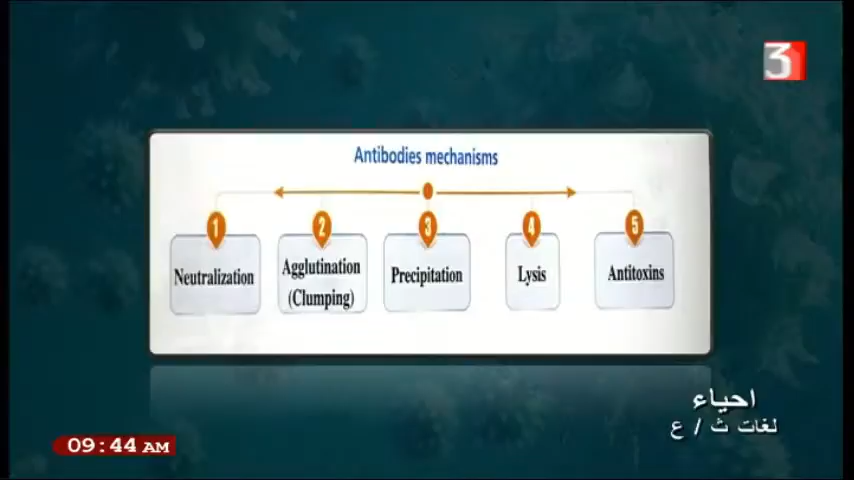 3
Antibodies mechanisms
1
2
3
4
5
Neutralization
Agglutination
(Clumping)
Precipitation
Lysis
Antitoxins
احياء
لغات ث / ع
09:44 AM